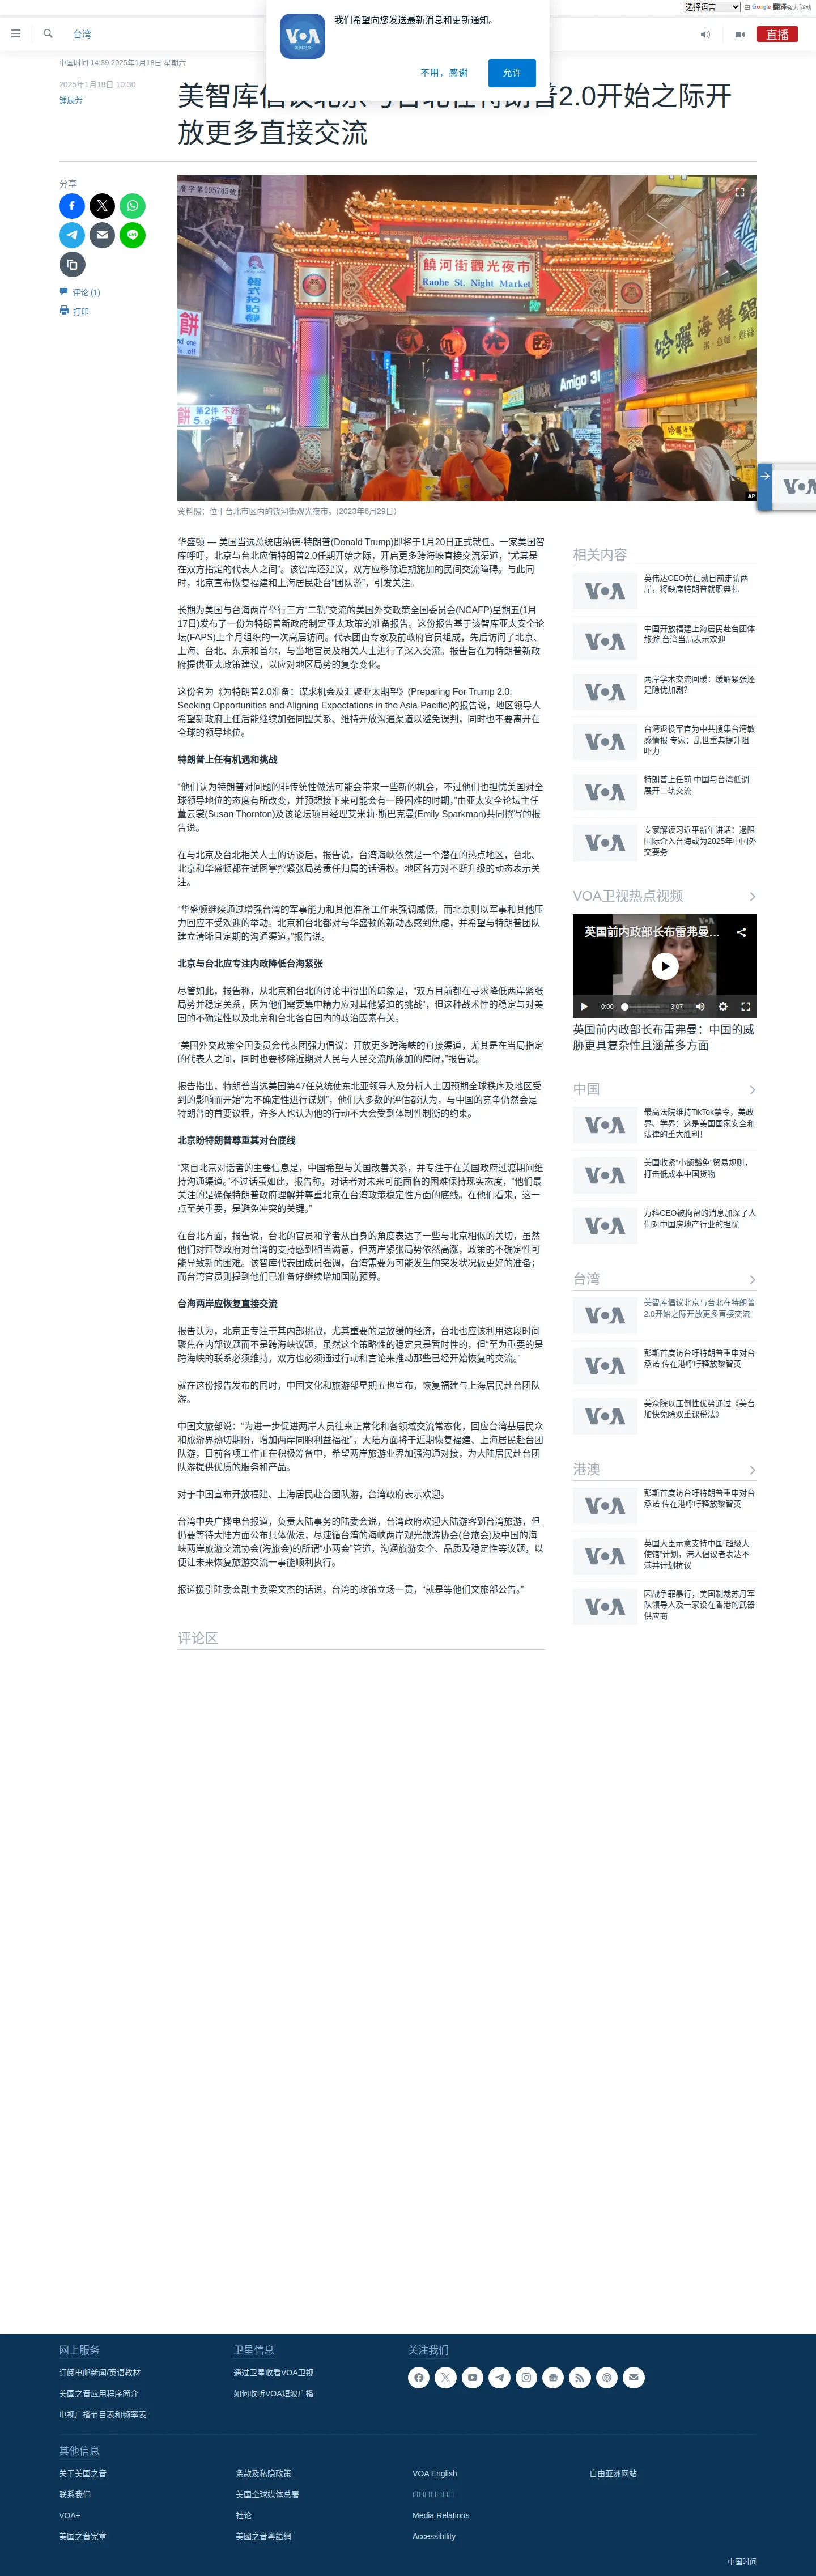 选择语言 由 Google 翻译强力驱动
我们希望向您发送最新消息和更新通知。
不用，感谢
允许
台湾
直播
中国时间 14:39 2025年1月18日 星期六
2025年1月18日 10:30
锺辰芳
放更多直接交流
分享
评论 (1)
打印
饒河街觀光夜市
Raohe St. Night Market
AP
资料照：位于台北市区内的饶河街观光夜市。(2023年6月29日)
华盛顿 — 美国当选总统唐纳德·特朗普(Donald Trump)即将于1月20日正式就任。一家美国智
库呼吁，北京与台北应借特朗普2.0任期开始之际，开启更多跨海峡直接交流渠道，“尤其是
在双方指定的代表人之间”。该智库还建议，双方应移除近期施加的民间交流障碍。与此同
时，北京宣布恢复福建和上海居民赴台“团队游”，引发关注。
长期为美国与台海两岸举行三方“二轨”交流的美国外交政策全国委员会(NCAFP)星期五(1月
17日)发布了一份为特朗普新政府制定亚太政策的准备报告。这份报告基于该智库亚太安全论
坛(FAPS)上个月组织的一次高层访问。代表团由专家及前政府官员组成，先后访问了北京、
上海、台北、东京和首尔，与当地官员及相关人士进行了深入交流。报告旨在为特朗普新政
府提供亚太政策建议，以应对地区局势的复杂变化。
这份名为《为特朗普2.0准备：谋求机会及汇聚亚太期望》(Preparing For Trump 2.0:
Seeking Opportunities and Aligning Expectations in the Asia-Pacific)的报告说，地区领导人
希望新政府上任后能继续加强同盟关系、维持开放沟通渠道以避免误判，同时也不要离开在
全球的领导地位。
特朗普上任有机遇和挑战
“他们认为特朗普对问题的非传统性做法可能会带来一些新的机会，不过他们也担忧美国对全
球领导地位的态度有所改变，并预想接下来可能会有一段困难的时期，”由亚太安全论坛主任
董云裳(Susan Thornton)及该论坛项目经理艾米莉·斯巴克曼(Emily Sparkman)共同撰写的报
告说。
在与北京及台北相关人士的访谈后，报告说，台湾海峡依然是一个潜在的热点地区，台北、
北京和华盛顿都在试图掌控紧张局势责任归属的话语权。地区各方对不断升级的动态表示关
注。
“华盛顿继续通过增强台湾的军事能力和其他准备工作来强调威慑，而北京则以军事和其他压
力回应不受欢迎的举动。北京和台北都对与华盛顿的新动态感到焦虑，并希望与特朗普团队
建立清晰且定期的沟通渠道，”报告说。
北京与台北应专注内政降低台海紧张
尽管如此，报告称，从北京和台北的讨论中得出的印象是，“双方目前都在寻求降低两岸紧张
局势并稳定关系，因为他们需要集中精力应对其他紧迫的挑战”，但这种战术性的稳定与对美
国的不确定性以及北京和台北各自国内的政治因素有关。
“美国外交政策全国委员会代表团强力倡议：开放更多跨海峡的直接渠道，尤其是在当局指定
的代表人之间，同时也要移除近期对人民与人民交流所施加的障碍，”报告说。
报告指出，特朗普当选美国第47任总统使东北亚领导人及分析人士因预期全球秩序及地区受
到的影响而开始“为不确定性进行谋划”，他们大多数的评估都认为，与中国的竞争仍然会是
特朗普的首要议程，许多人也认为他的行动不大会受到体制性制衡的约束。
北京盼特朗普尊重其对台底线
“来自北京对话者的主要信息是，中国希望与美国改善关系，并专注于在美国政府过渡期间维
持沟通渠道。”不过话虽如此，报告称，对话者对未来可能面临的困难保持现实态度，“他们最
关注的是确保特朗普政府理解并尊重北京在台湾政策稳定性方面的底线。在他们看来，这一
点至关重要，是避免冲突的关键。”
在台北方面，报告说，台北的官员和学者从自身的角度表达了一些与北京相似的关切，虽然
他们对拜登政府对台湾的支持感到相当满意，但两岸紧张局势依然高涨，政策的不确定性可
能导致新的困难。该智库代表团成员强调，台湾需要为可能发生的突发状况做更好的准备；
而台湾官员则提到他们已准备好继续增加国防预算。
台海两岸应恢复直接交流
报告认为，北京正专注于其内部挑战，尤其重要的是放缓的经济，台北也应该利用这段时间
聚焦在内部议题而不是跨海峡议题，虽然这个策略性的稳定只是暂时性的，但“至为重要的是
跨海峡的联系必须维持，双方也必须通过行动和言论来推动那些已经开始恢复的交流。”
就在这份报告发布的同时，中国文化和旅游部星期五也宣布，恢复福建与上海居民赴台团队
游。
中国文旅部说：“为进一步促进两岸人员往来正常化和各领域交流常态化，回应台湾基层民众
和旅游界热切期盼，增加两岸同胞利益福祉”，大陆方面将于近期恢复福建、上海居民赴台团
队游，目前各项工作正在积极筹备中，希望两岸旅游业界加强沟通对接，为大陆居民赴台团
队游提供优质的服务和产品。
对于中国宣布开放福建、上海居民赴台团队游，台湾政府表示欢迎。
台湾中央广播电台报道，负责大陆事务的陆委会说，台湾政府欢迎大陆游客到台湾旅游，但
仍要等待大陆方面公布具体做法，尽速循台湾的海峡两岸观光旅游协会(台旅会)及中国的海
峡两岸旅游交流协会(海旅会)的所谓“小两会”管道，沟通旅游安全、品质及稳定性等议题，以
便让未来恢复旅游交流一事能顺利执行。
报道援引陆委会副主委梁文杰的话说，台湾的政策立场一贯，“就是等他们文旅部公告。”
评论区
相关内容
英伟达CEO黄仁勋目前走访两
岸，将缺席特朗普就职典礼
中国开放福建上海居民赴台团体
旅游 台湾当局表示欢迎
两岸学术交流回暖：缓解紧张还
是隐忧加剧？
台湾退役军官为中共搜集台湾敏
感情报 专家：乱世重典提升阻
吓力
特朗普上任前 中国与台湾低调
展开二轨交流
专家解读习近平新年讲话：遏阻
国际介入台海或为2025年中国外
交要务
VOA卫视热点视频
英国前内政部长布雷弗曼...
0:00
3:07
英国前内政部长布雷弗曼：中国的威
胁更具复杂性且涵盖多方面
中国
最高法院维持TikTok禁令，美政
界、学界：这是美国国家安全和
法律的重大胜利！
美国收紧“小额豁免”贸易规则，
打击低成本中国货物
万科CEO被拘留的消息加深了人
们对中国房地产行业的担忧
台湾
美智库倡议北京与台北在特朗普
2.0开始之际开放更多直接交流
彭斯首度访台吁特朗普重申对台
承诺 传在港呼吁释放黎智英
美众院以压倒性优势通过《美台
加快免除双重课税法》
港澳
彭斯首度访台吁特朗普重申对台
承诺 传在港呼吁释放黎智英
英国大臣示意支持中国“超级大
使馆”计划，港人倡议者表达不
满并计划抗议
因战争罪暴行，美国制裁苏丹军
队领导人及一家设在香港的武器
供应商
网上服务
订阅电邮新闻/英语教材
美国之音应用程序简介
电视广播节目表和频率表
卫星信息
通过卫星收看VOA卫视
如何收听VOA短波广播
关注我们
其他信息
关于美国之音
联系我们
VOA+
美国之音宪章
条款及私隐政策
美国全球媒体总署
社论
美國之音粵語網
VOA English
Media Relations
Accessibility
自由亚洲网站
中国时间